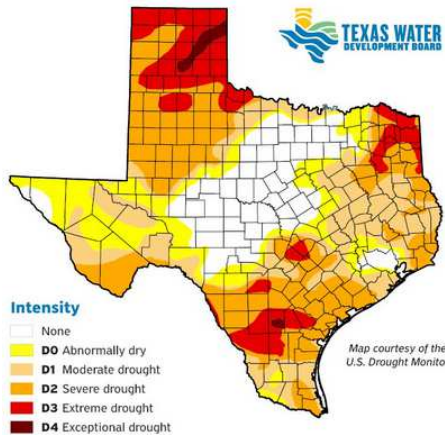 TEXAS WATER
DEVELOPMENT BOARD
Intensity
None
D0 Abnormally dry
D1 Moderate drought
D2 Severe drought
D3 Extreme drought
D4 Exceptional drought
Map courtesy of the
U.S. Drought Monito